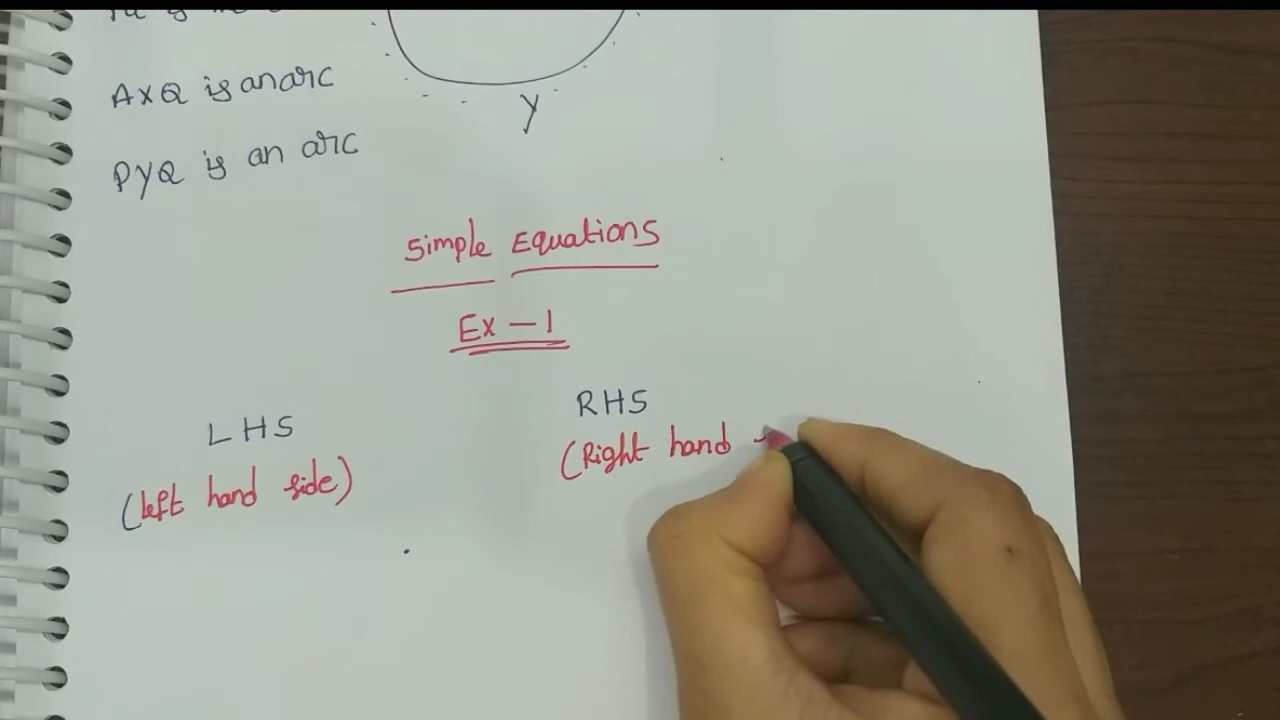 AXQ is an arc
Y
PYQ is an arc
Simple Equations
Ex - 1
LHS
RHS
(left hand side)
(Right hand